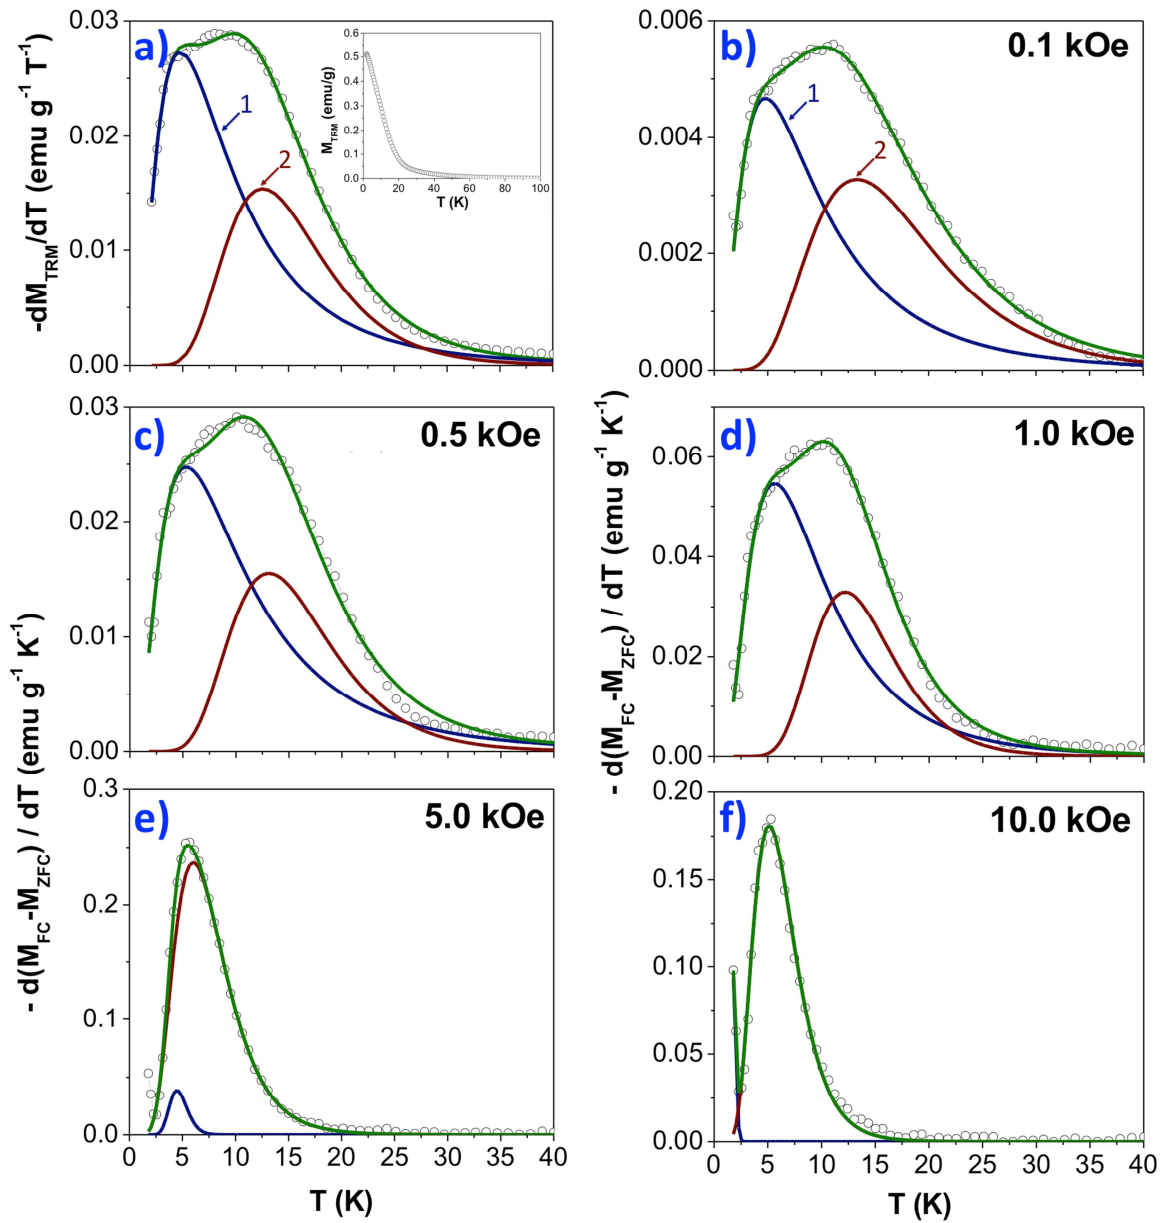 a)
-dM_TRM/dT (emu g^-1 T^-1)
0.03
0.02
0.01
0.00
1
2
M_TRM (emu/g)
0.6
0.5
0.4
0.3
0.2
0.1
0.0
0 20 40 60 80 100
T (K)
b)
0.1 kOe
0.006
0.004
0.002
0.000
1
2
c)
0.5 kOe
0.03
0.02
0.01
0.00
d)
1.0 kOe
0.06
0.04
0.02
0.00
- d(M_FC-M_ZFC) / dT (emu g^-1 K^-1)
- d(M_FC-M_ZFC) / dT (emu g^-1 K^-1)
e)
5.0 kOe
0.3
0.2
0.1
0.0
0 5 10 15 20 25 30 35 40
T (K)
f)
10.0 kOe
0.20
0.15
0.10
0.05
0.00
0 5 10 15 20 25 30 35 40
T (K)